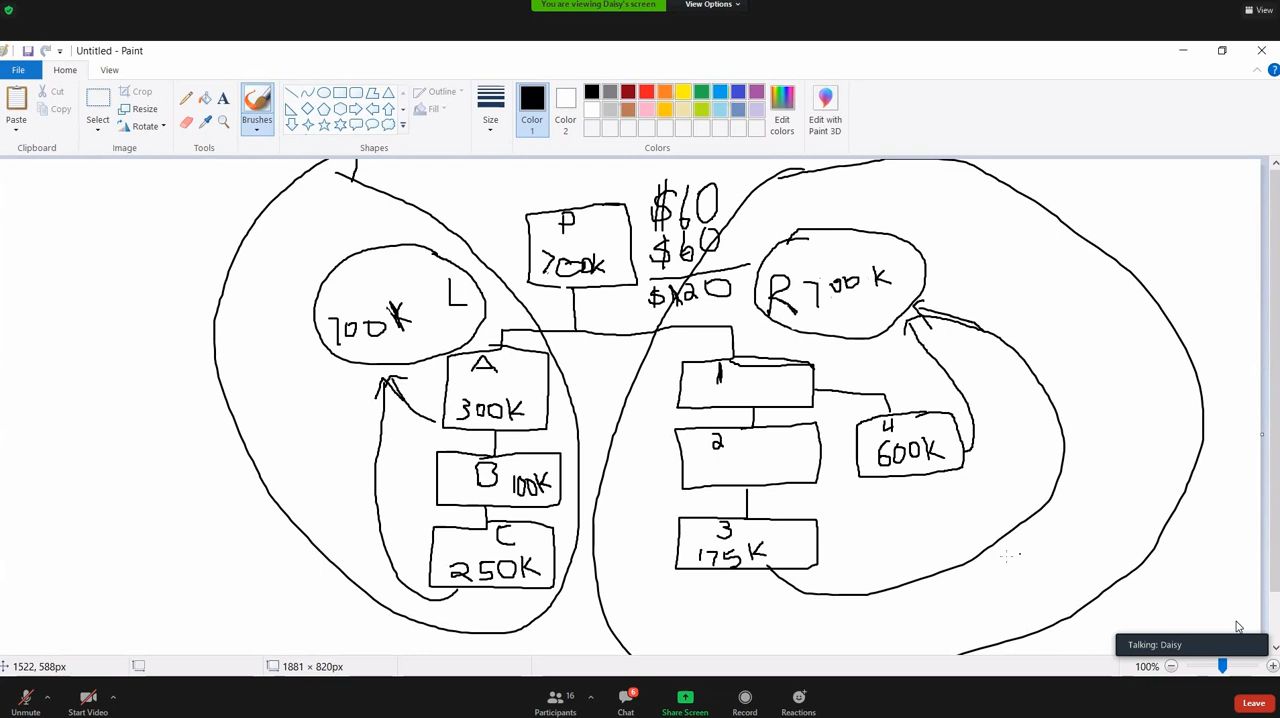 You are viewing Daisy's screen
View Options
View
Untitled - Paint
File
Home
View
Paste
Cut
Copy
Clipboard
Select
Crop
Resize
Rotate
Image
Tools
Brushes
Shapes
Outline
Fill
Size
Color 1
Color 2
Edit colors
Edit with Paint 3D
Colors
P
700K
$60
$60
$120
L
700K
R 700K
A
300K
B 100K
C
250K
1
2
3
175K
4
600K
Talking: Daisy
1522, 588px
1881 × 820px
100%
Unmute
Start Video
16
Participants
6
Chat
Share Screen
Record
Reactions
Leave